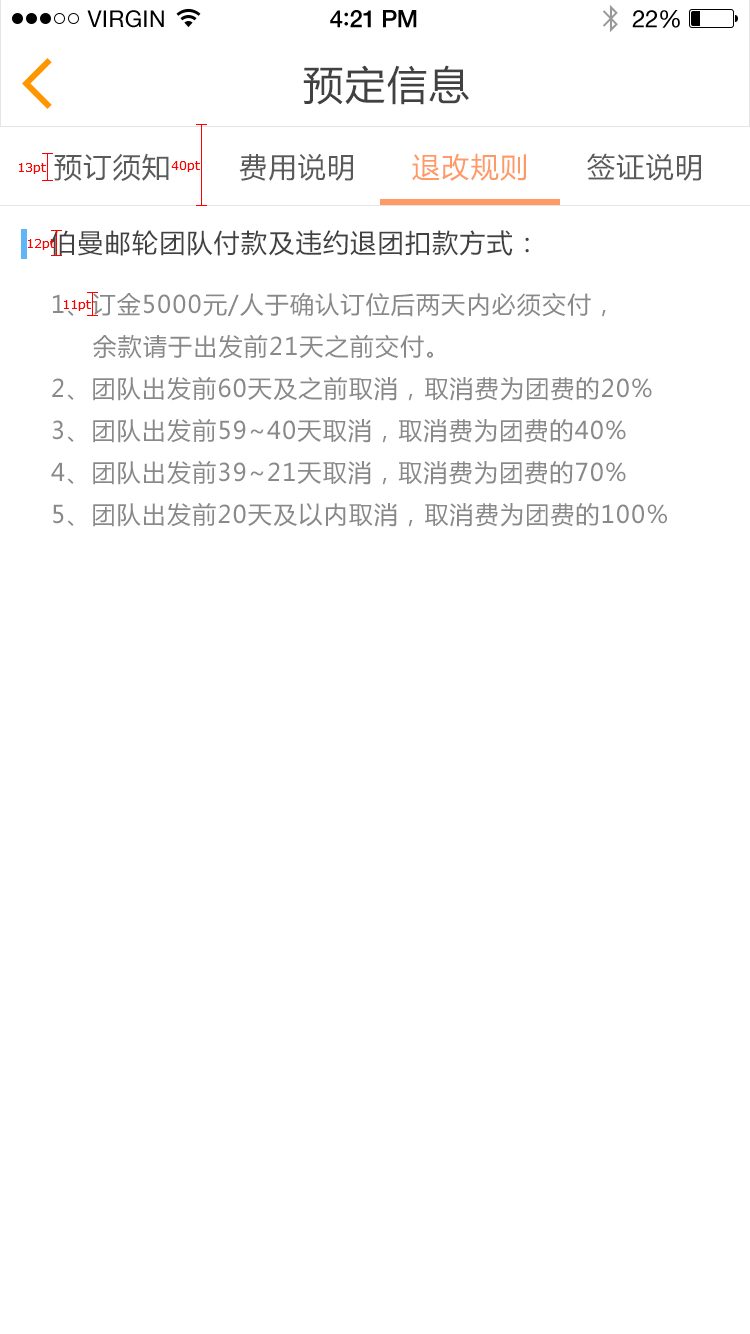 VIRGIN 4:21 PM 22%
预定信息
13pt 预订须知 40pt 费用说明 退改规则 签证说明
12pt 伯曼邮轮团队付款及违约退团扣款方式：
1、 11pt 订金5000元/人于确认订位后两天内必须交付，
余款请于出发前21天之前交付。
2、团队出发前60天及之前取消，取消费为团费的20%
3、团队出发前59~40天取消，取消费为团费的40%
4、团队出发前39~21天取消，取消费为团费的70%
5、团队出发前20天及以内取消，取消费为团费的100%